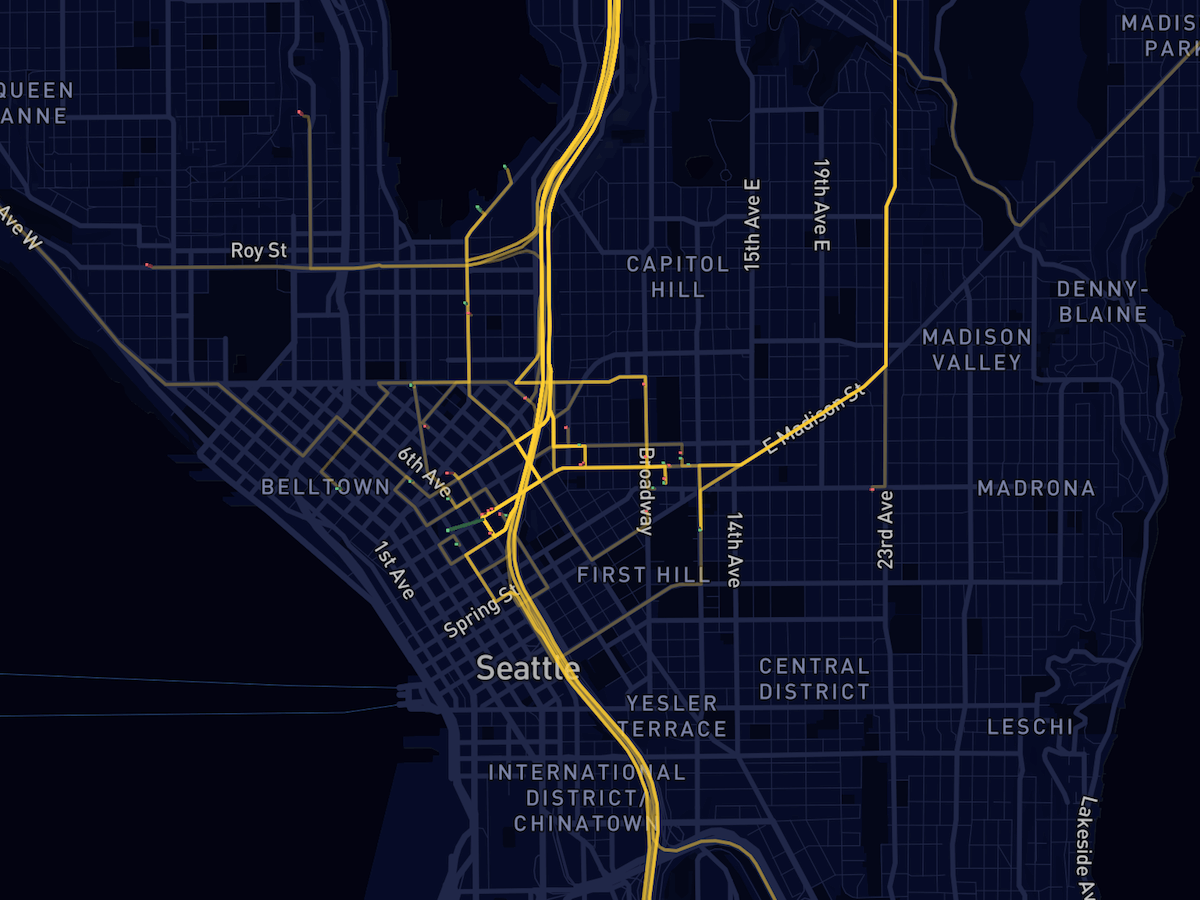 MADIS
PARK
QUEEN
ANNE
19th Ave E
15th Ave E
Ave W
Roy St
CAPITOL
HILL
DENNY-
BLAINE
MADISON
VALLEY
E Madison St
6th Ave
BELLTOWN
Broadway
MADRONA
23rd Ave
14th Ave
1st Ave
FIRST HILL
Spring St
Seattle
CENTRAL
DISTRICT
YESLER
TERRACE
LESCHI
INTERNATIONAL
DISTRICT/
CHINATOWN
Lakeside Av